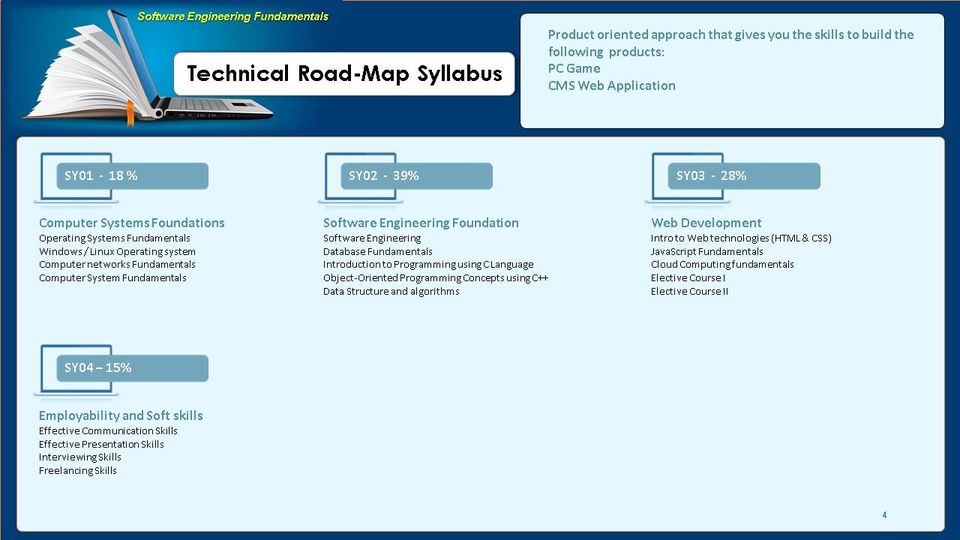 Software Engineering Fundamentals
Technical Road-Map Syllabus
Product oriented approach that gives you the skills to build the
following products:
PC Game
CMS Web Application
SY01 - 18 %
Computer Systems Foundations
Operating Systems Fundamentals
Windows / Linux Operating system
Computer networks Fundamentals
Computer System Fundamentals
SY02 - 39%
Software Engineering Foundation
Software Engineering
Database Fundamentals
Introduction to Programming using C Language
Object-Oriented Programming Concepts using C++
Data Structure and algorithms
SY03 - 28%
Web Development
Intro to Web technologies (HTML & CSS)
JavaScript Fundamentals
Cloud Computing fundamentals
Elective Course I
Elective Course II
SY04 – 15%
Employability and Soft skills
Effective Communication Skills
Effective Presentation Skills
Interviewing Skills
Freelancing Skills
4